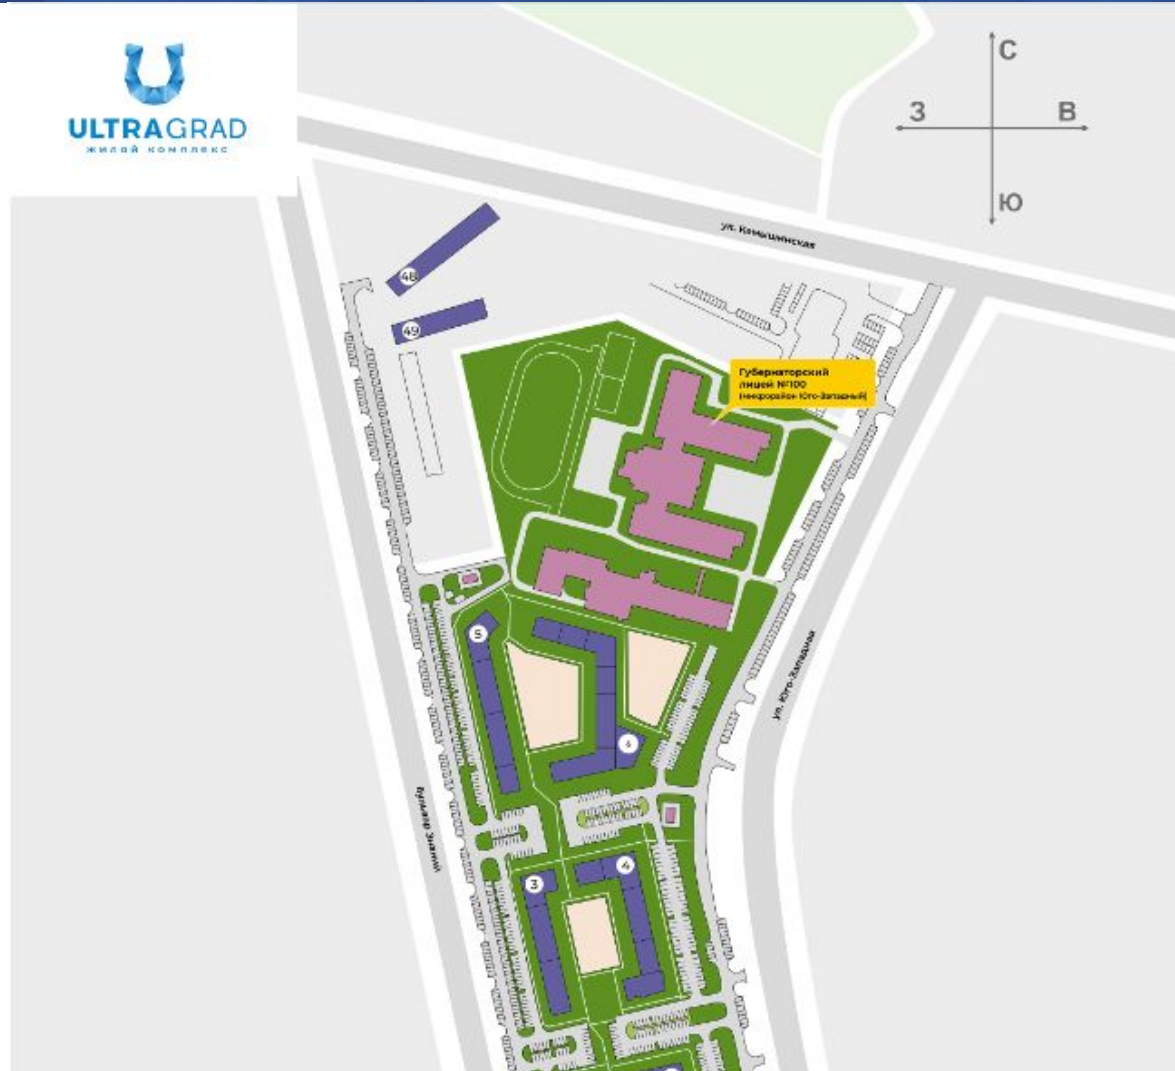 ULTRAGRAD
жилой комплекс
С
З
В
Ю
ул. Камышинская
48
49
Губернаторский
лицей №100
(микрорайон Юго-Западный)
5
ул. Юго-Западная
бульвар Знаний
3
4